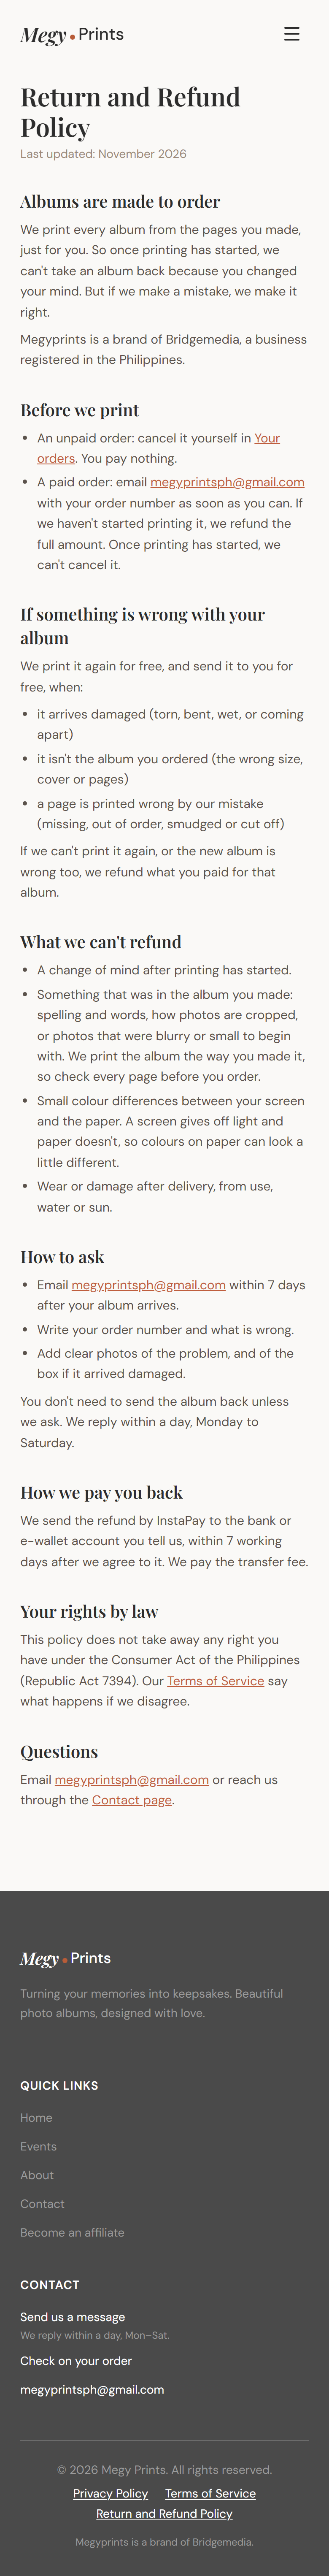 Megy • Prints
Return and Refund
Policy
Last updated: November 2026
Albums are made to order
We print every album from the pages you made,
just for you. So once printing has started, we
can't take an album back because you changed
your mind. But if we make a mistake, we make it
right.
Megyprints is a brand of Bridgemedia, a business
registered in the Philippines.
Before we print
• An unpaid order: cancel it yourself in Your
orders. You pay nothing.
• A paid order: email megyprintsph@gmail.com
with your order number as soon as you can. If
we haven't started printing it, we refund the
full amount. Once printing has started, we
can't cancel it.
If something is wrong with your
album
We print it again for free, and send it to you for
free, when:
• it arrives damaged (torn, bent, wet, or coming
apart)
• it isn't the album you ordered (the wrong size,
cover or pages)
• a page is printed wrong by our mistake
(missing, out of order, smudged or cut off)
If we can't print it again, or the new album is
wrong too, we refund what you paid for that
album.
What we can't refund
• A change of mind after printing has started.
• Something that was in the album you made:
spelling and words, how photos are cropped,
or photos that were blurry or small to begin
with. We print the album the way you made it,
so check every page before you order.
• Small colour differences between your screen
and the paper. A screen gives off light and
paper doesn't, so colours on paper can look a
little different.
• Wear or damage after delivery, from use,
water or sun.
How to ask
• Email megyprintsph@gmail.com within 7 days
after your album arrives.
• Write your order number and what is wrong.
• Add clear photos of the problem, and of the
box if it arrived damaged.
You don't need to send the album back unless
we ask. We reply within a day, Monday to
Saturday.
How we pay you back
We send the refund by InstaPay to the bank or
e-wallet account you tell us, within 7 working
days after we agree to it. We pay the transfer fee.
Your rights by law
This policy does not take away any right you
have under the Consumer Act of the Philippines
(Republic Act 7394). Our Terms of Service say
what happens if we disagree.
Questions
Email megyprintsph@gmail.com or reach us
through the Contact page.
Megy • Prints
Turning your memories into keepsakes. Beautiful
photo albums, designed with love.
QUICK LINKS
Home
Events
About
Contact
Become an affiliate
CONTACT
Send us a message
We reply within a day, Mon–Sat.
Check on your order
megyprintsph@gmail.com
© 2026 Megy Prints. All rights reserved.
Privacy Policy Terms of Service
Return and Refund Policy
Megyprints is a brand of Bridgemedia.